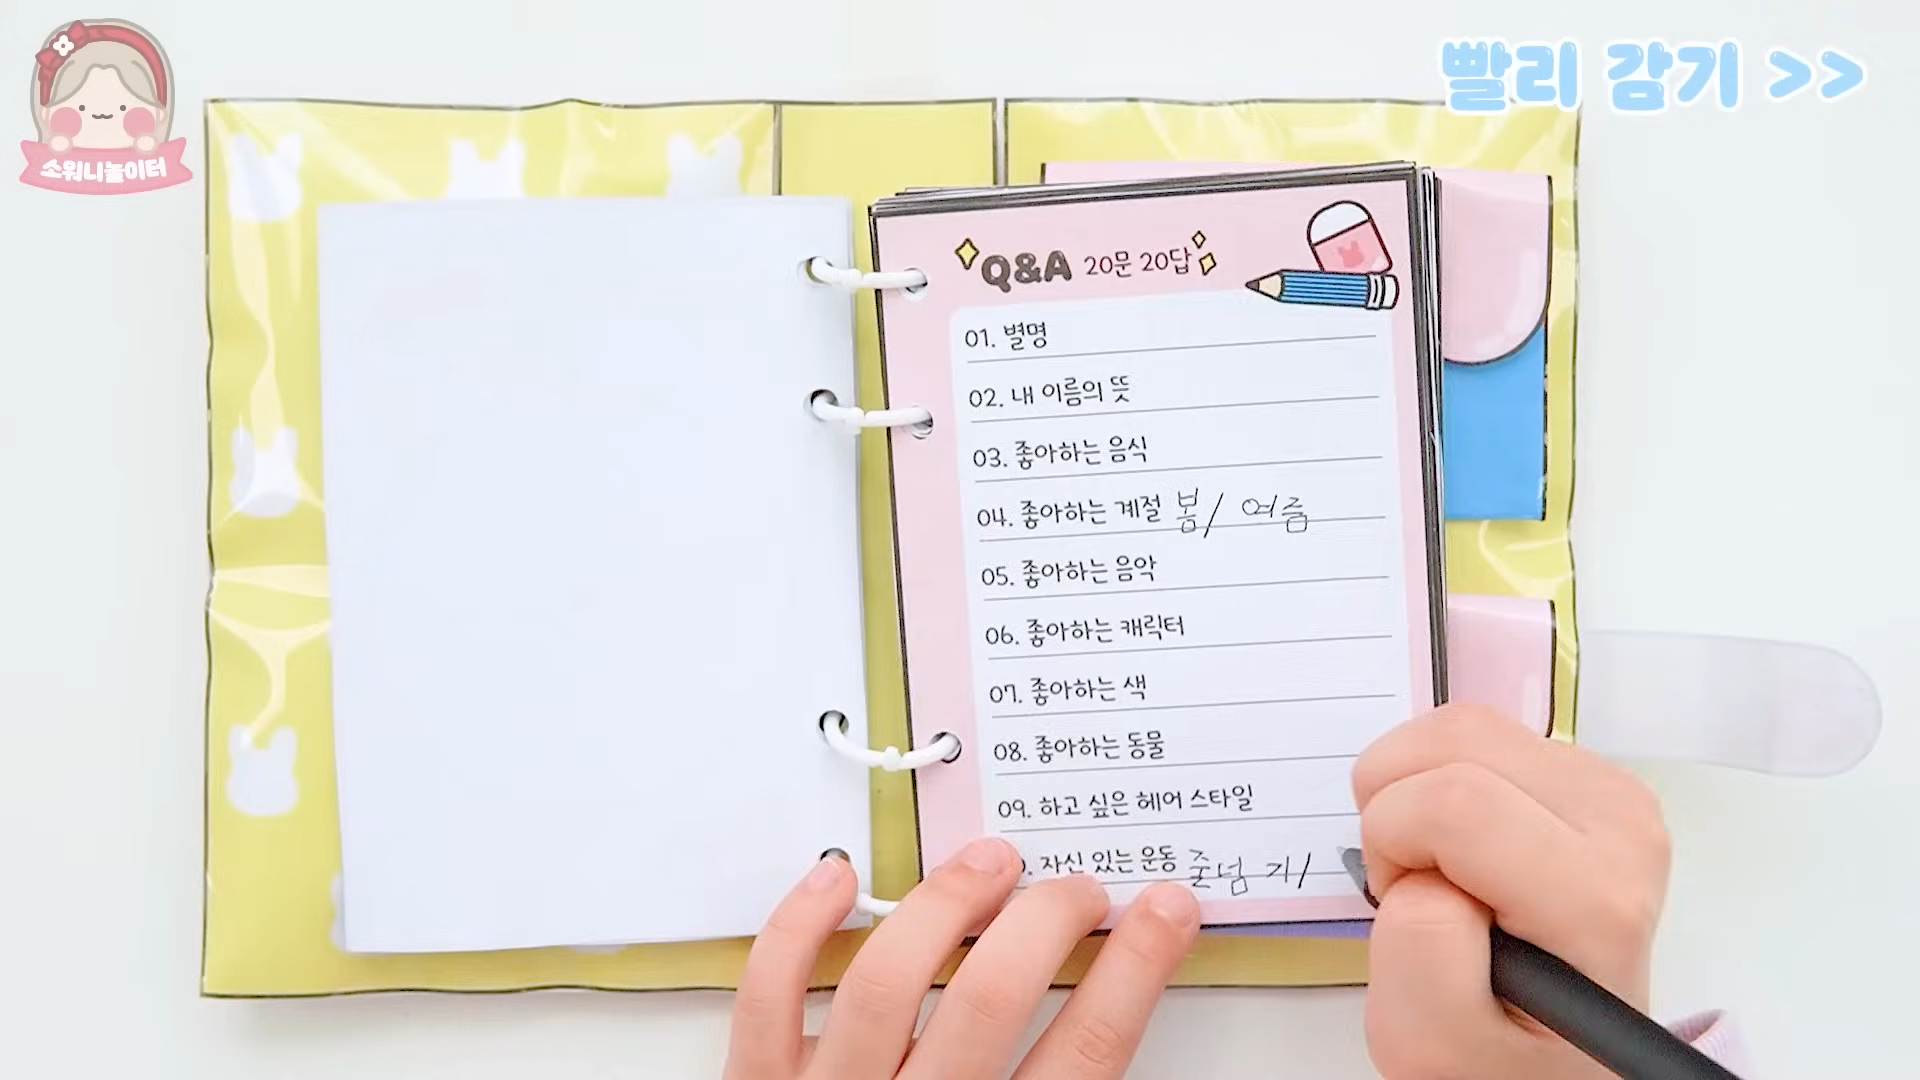 소워니놀이터
빨리 감기 >>
Q&A 20문 20답
01. 별명
02. 내 이름의 뜻
03. 좋아하는 음식
04. 좋아하는 계절 봄/ 여름
05. 좋아하는 음악
06. 좋아하는 캐릭터
07. 좋아하는 색
08. 좋아하는 동물
09. 하고 싶은 헤어 스타일
자신 있는 운동 줄넘기/